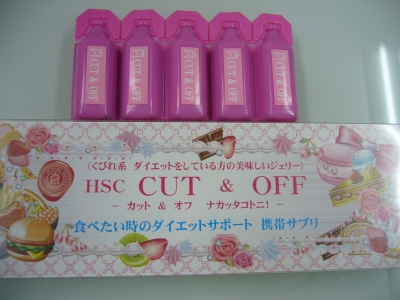 CUT & OFF
CUT & OFF
CUT & OFF
CUT & OFF
CUT & OFF
〈くびれ系 ダイエットをしている方の美味しいジェリー〉
HSC CUT & OFF
- カット & オフ ナカッタコトニ! -
食べたい時のダイエットサポート 携帯サプリ